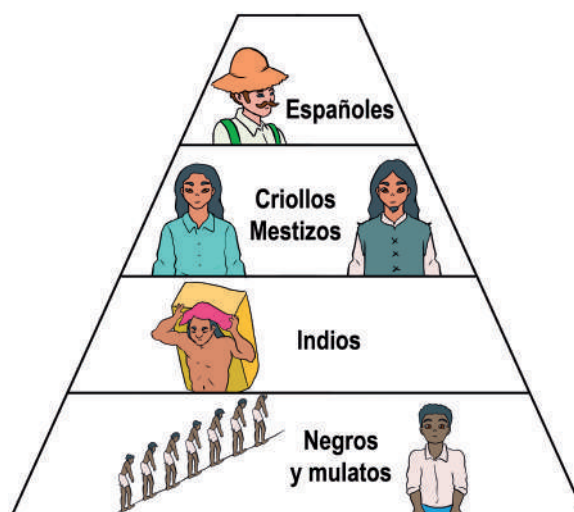 Españoles
Criollos
Mestizos
Indios
Negros
y mulatos